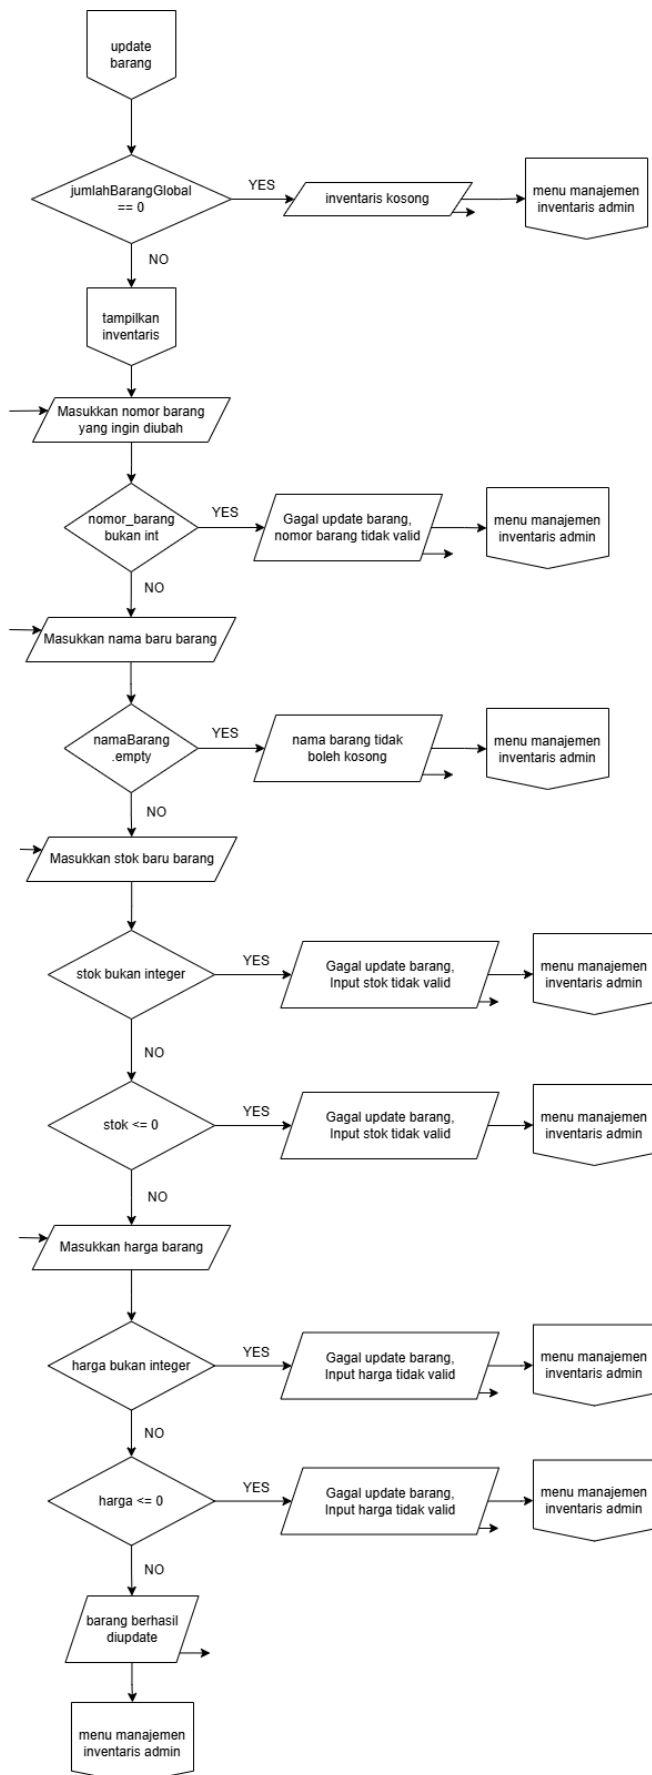 update
barang
jumlahBarangGlobal
== 0
YES
inventaris kosong
menu manajemen
inventaris admin
NO
tampilkan
inventaris
Masukkan nomor barang
yang ingin diubah
nomor_barang
bukan int
YES
Gagal update barang,
nomor barang tidak valid
menu manajemen
inventaris admin
NO
Masukkan nama baru barang
namaBarang
.empty
YES
nama barang tidak
boleh kosong
menu manajemen
inventaris admin
NO
Masukkan stok baru barang
stok bukan integer
YES
Gagal update barang,
Input stok tidak valid
menu manajemen
inventaris admin
NO
stok <= 0
YES
Gagal update barang,
Input stok tidak valid
menu manajemen
inventaris admin
NO
Masukkan harga barang
harga bukan integer
YES
Gagal update barang,
Input harga tidak valid
menu manajemen
inventaris admin
NO
harga <= 0
YES
Gagal update barang,
Input harga tidak valid
menu manajemen
inventaris admin
NO
barang berhasil
diupdate
menu manajemen
inventaris admin